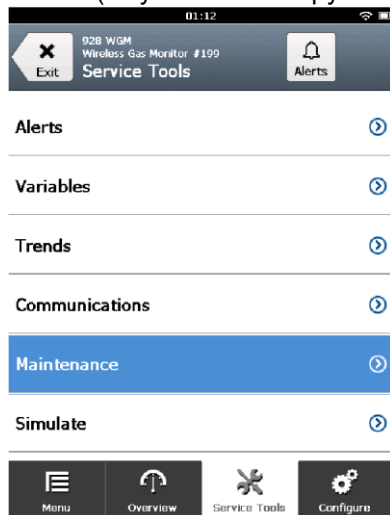 01:12
928 WGM
Wireless Gas Monitor #199
Service Tools
Exit
Alerts
Alerts
Variables
Trends
Communications
Maintenance
Simulate
Menu
Overview
Service Tools
Configure